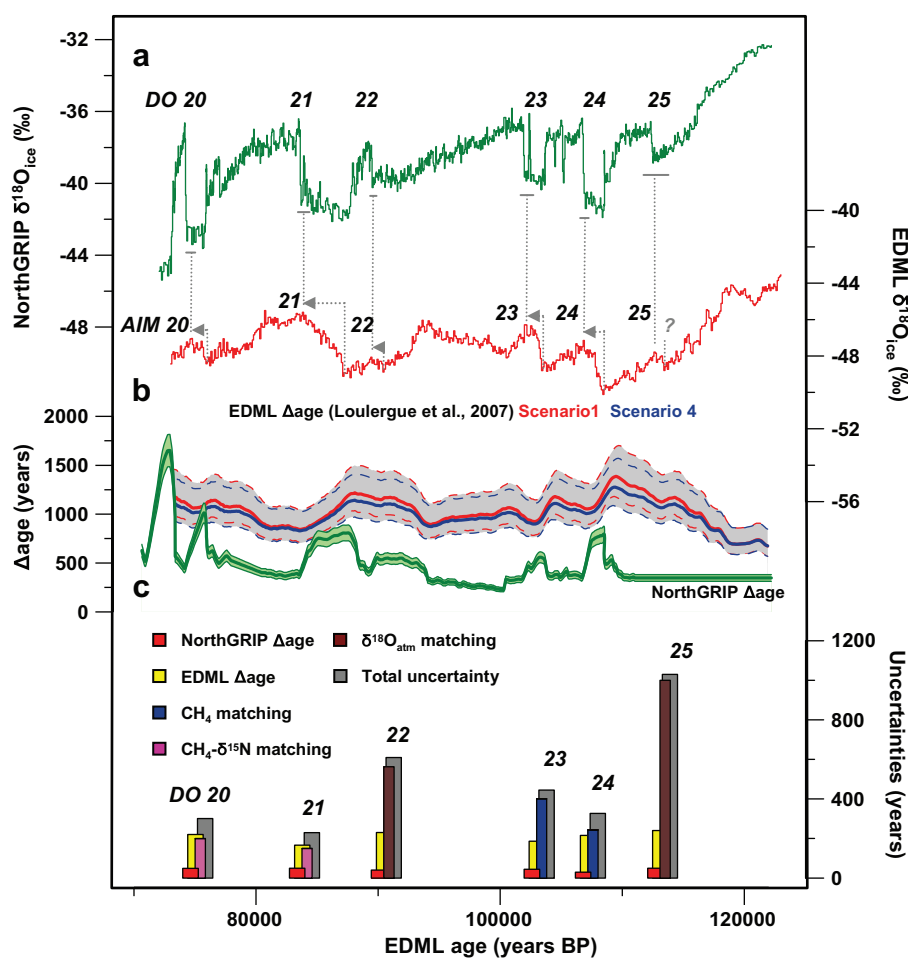 a
-32
-36
-40
-44
-48
NorthGRIP δ18Oice (‰)
DO 20 21 22 23 24 25
-40
-44
-48
-52
-56
EDML δ18Oice (‰)
AIM 20 21 22 23 24 25 ?
b
EDML Δage (Loulergue et al., 2007) Scenario1 Scenario 4
2000
1750
1500
1250
1000
750
500
250
0
Δage (years)
NorthGRIP Δage
c
NorthGRIP Δage
EDML Δage
CH4 matching
CH4-δ15N matching
δ18Oatm matching
Total uncertainty
DO 20 21 22 23 24 25
1200
800
400
0
Uncertainties (years)
80000 100000 120000
EDML age (years BP)